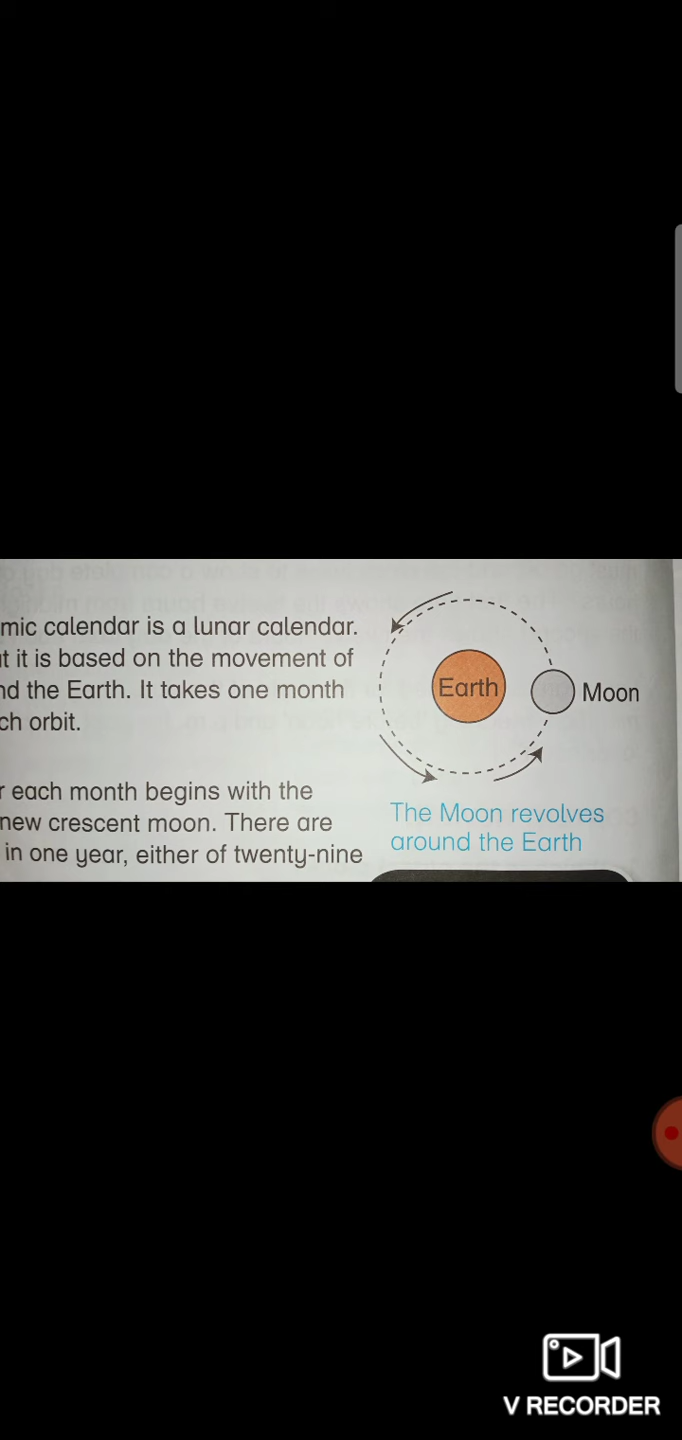 mic calendar is a lunar calendar.
t it is based on the movement of
nd the Earth. It takes one month
ch orbit.
r each month begins with the
new crescent moon. There are
in one year, either of twenty-nine
Earth
Moon
The Moon revolves
around the Earth
V RECORDER